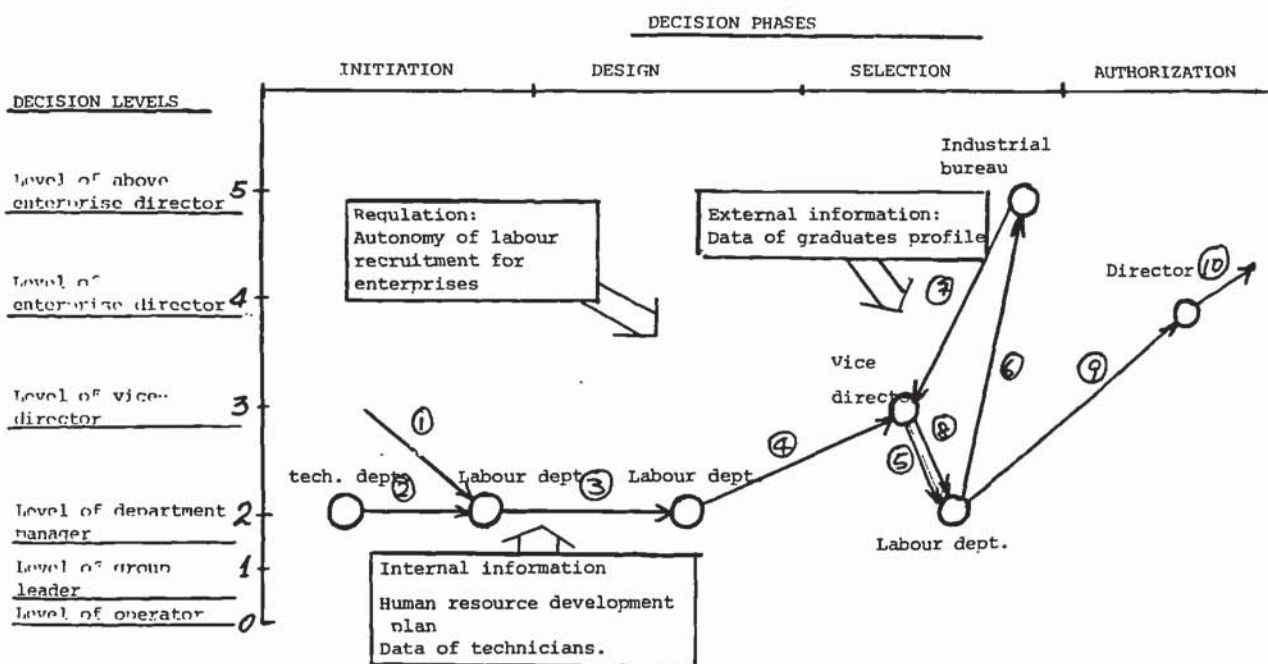 DECISION PHASES
INITIATION DESIGN SELECTION AUTHORIZATION
DECISION LEVELS
Level of above
enterprise director 5
Industrial
bureau
Requlation:
Autonomy of labour
recruitment for
enterprises
External information:
Data of graduates profile
Level of
enterprise director 4
Director 10
7
Vice
director
6
9
Level of vice-
director 3
1
4
8
5
tech. depts
2
Labour dept.
3
Labour dept.
Level of department
manager 2
Labour dept.
Level of group
leader 1
Level of operator 0
Internal information
Human resource development
plan
Data of technicians.